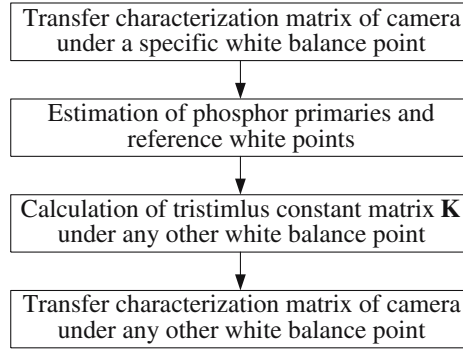 Transfer characterization matrix of camera
under a specific white balance point
Estimation of phosphor primaries and
reference white points
Calculation of tristimlus constant matrix K
under any other white balance point
Transfer characterization matrix of camera
under any other white balance point